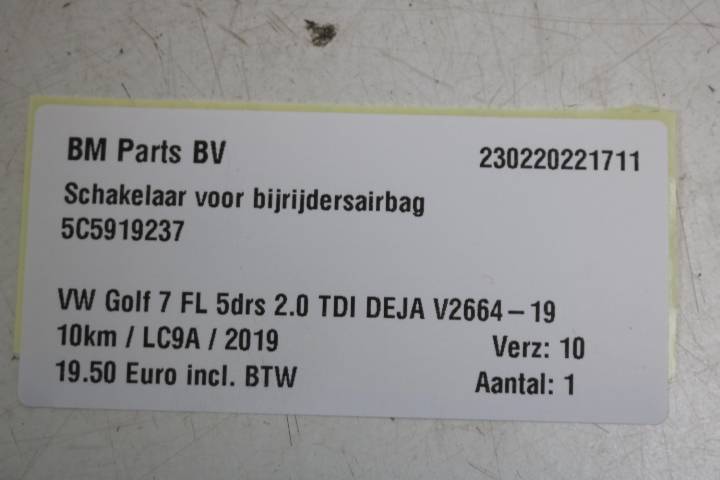 BM Parts BV 230220221711
Schakelaar voor bijrijdersairbag
5C5919237
VW Golf 7 FL 5drs 2.0 TDI DEJA V2664-19
10km / LC9A / 2019 Verz: 10
19.50 Euro incl. BTW Aantal: 1